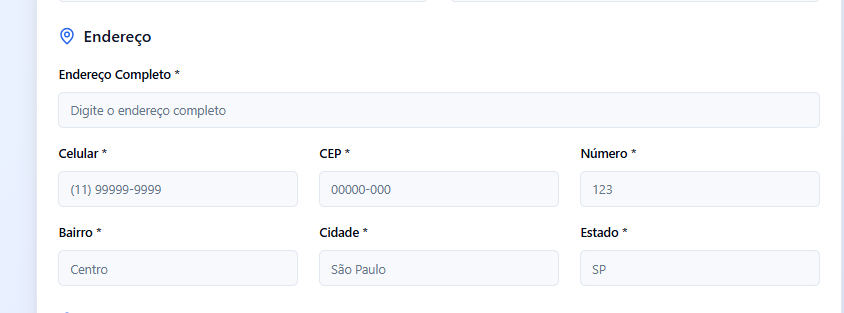 Endereço
Endereço Completo *
Digite o endereço completo
Celular * CEP * Número *
(11) 99999-9999 00000-000 123
Bairro * Cidade * Estado *
Centro São Paulo SP